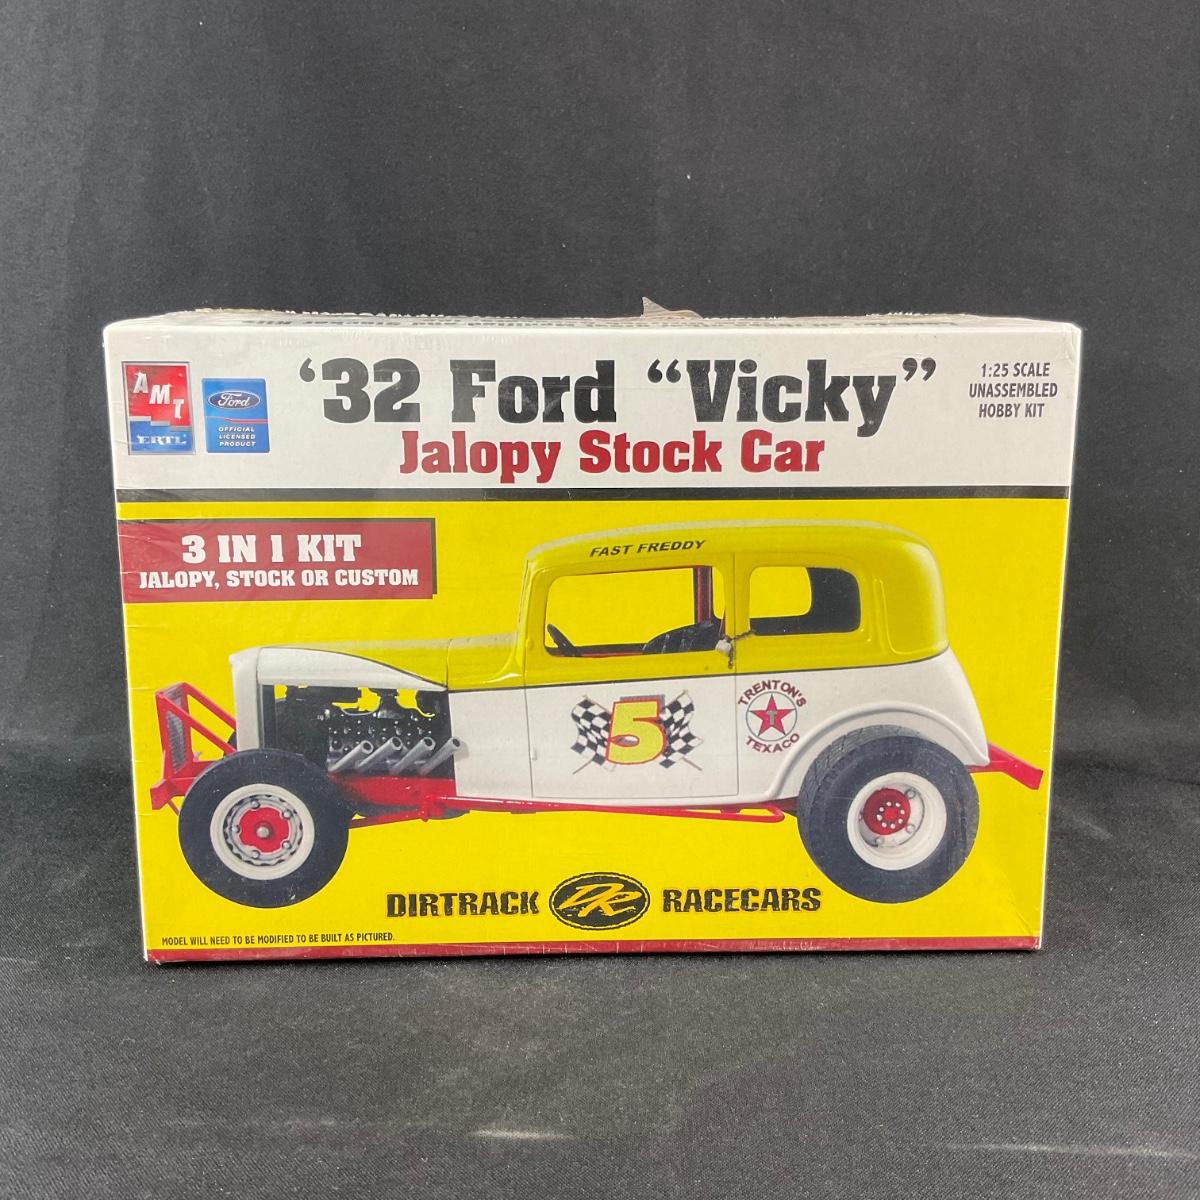 AMT
ERTL
Ford
OFFICIAL
LICENSED
PRODUCT
'32 Ford "Vicky"
Jalopy Stock Car
1:25 SCALE
UNASSEMBLED
HOBBY KIT
3 IN 1 KIT
JALOPY, STOCK OR CUSTOM
FAST FREDDY
5
TRENTON'S
T
TEXACO
DIRTRACK DR RACECARS
MODEL WILL NEED TO BE MODIFIED TO BE BUILT AS PICTURED.